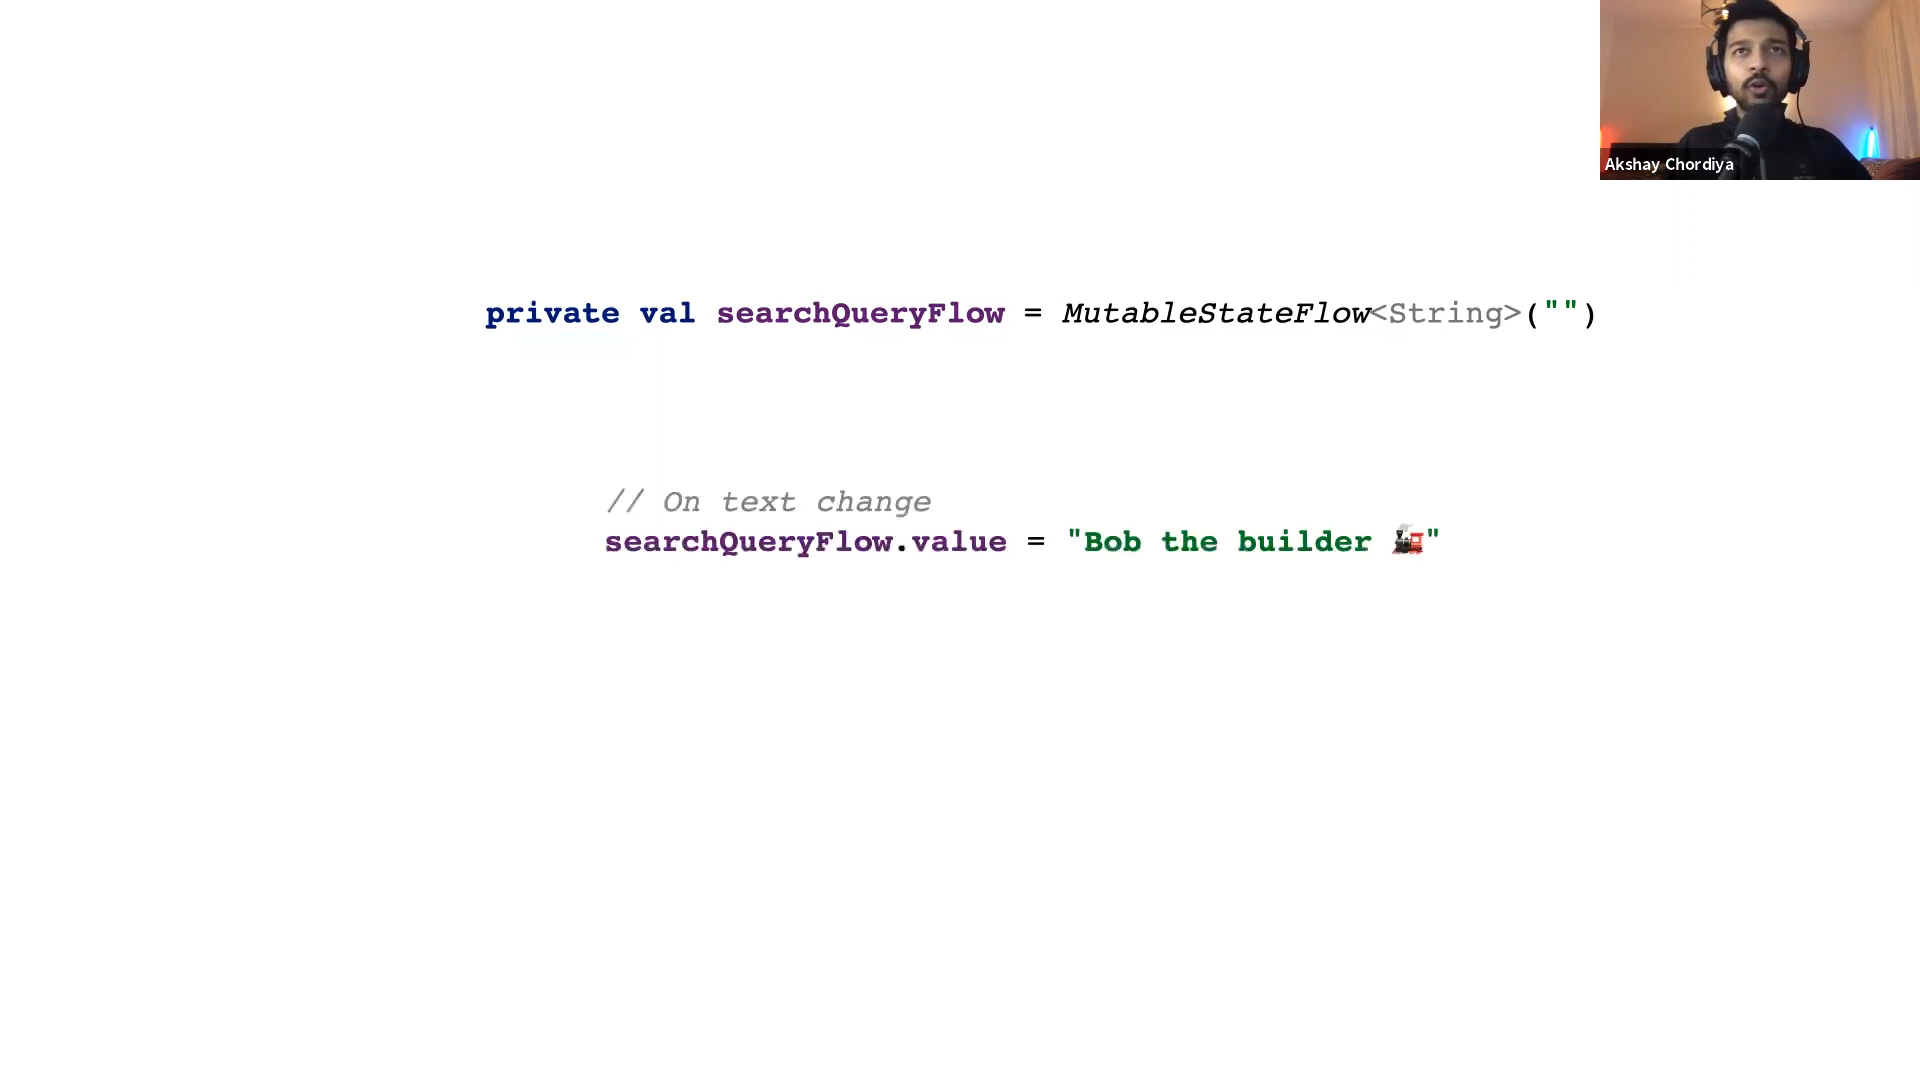 Akshay Chordiya
private val searchQueryFlow = MutableStateFlow<String>("")
// On text change
searchQueryFlow.value = "Bob the builder 🚂"